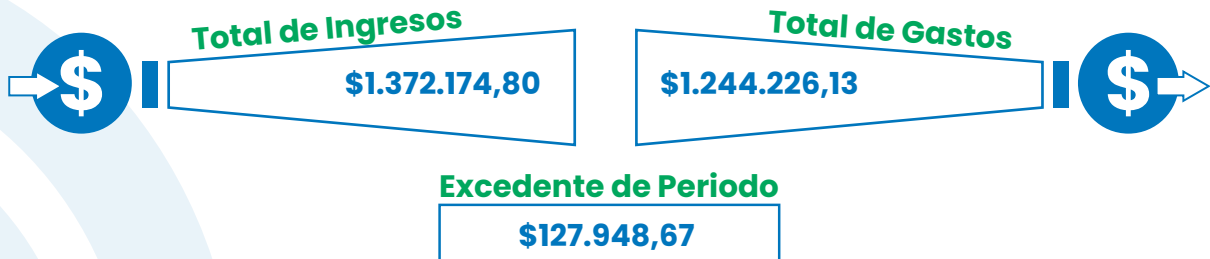 Total de Ingresos
$1.372.174,80
Total de Gastos
$1.244.226,13
Excedente de Periodo
$127.948,67